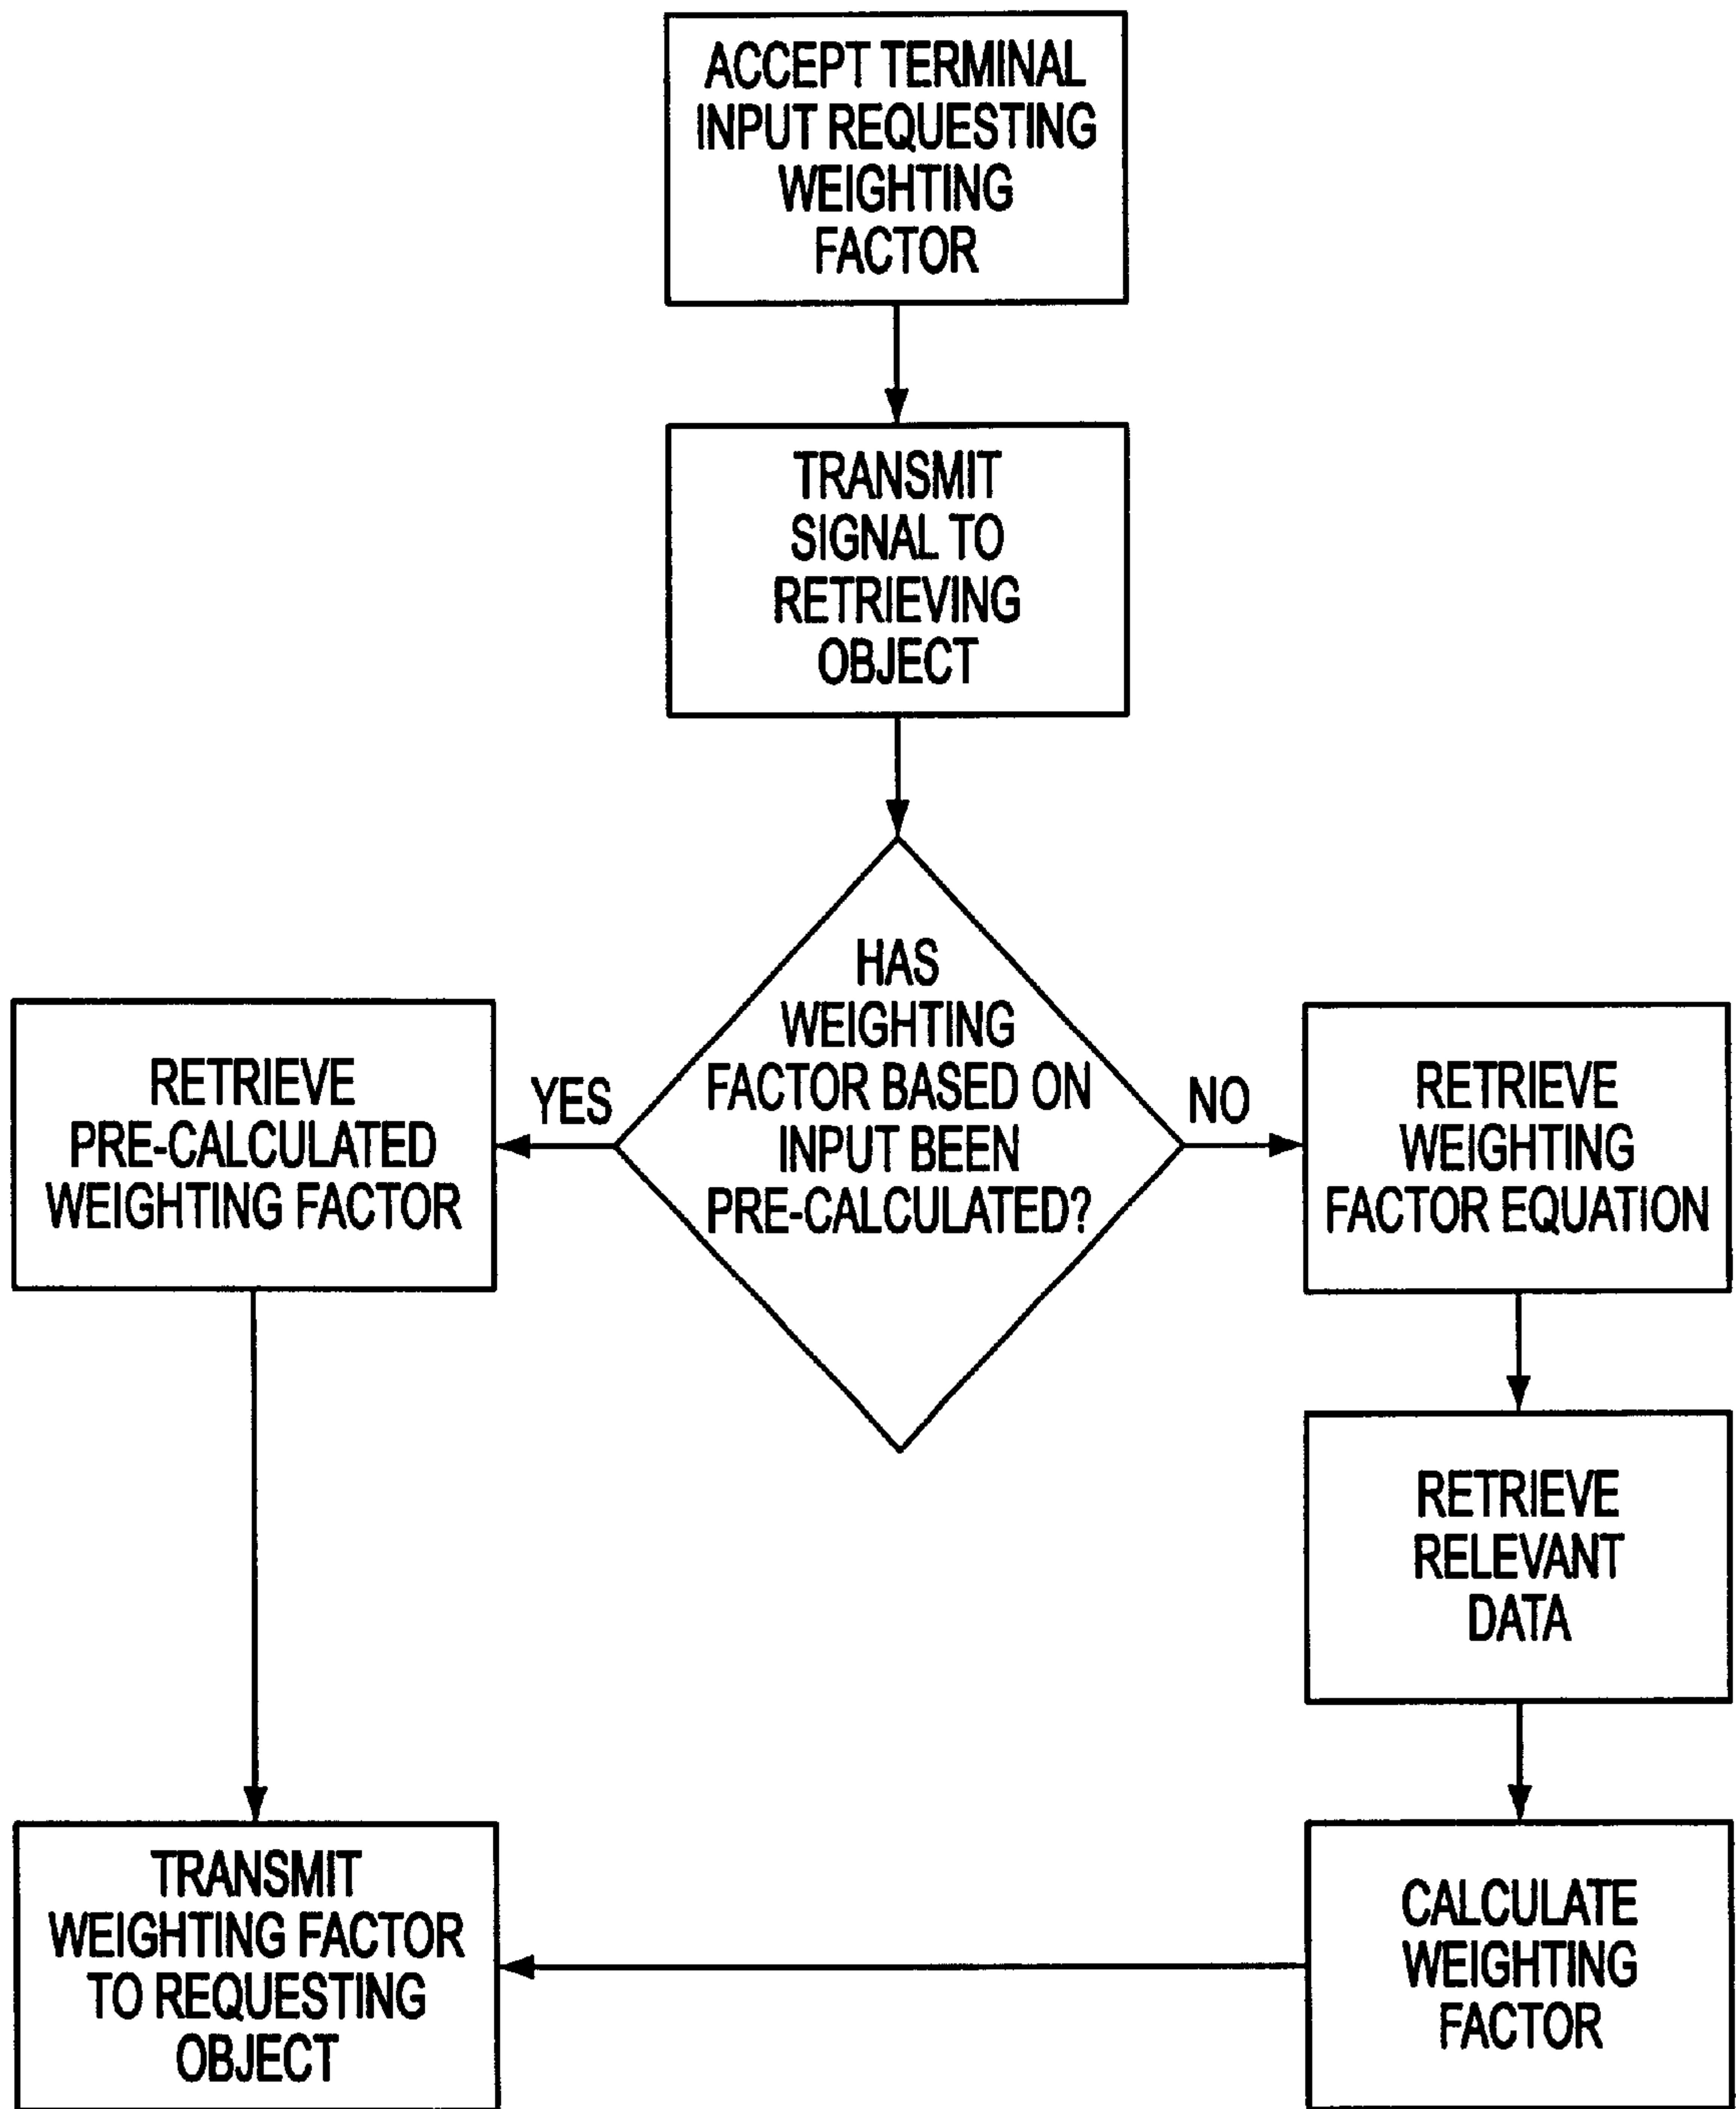 ACCEPT TERMINAL
INPUT REQUESTING
WEIGHTING
FACTOR
TRANSMIT
SIGNAL TO
RETRIEVING
OBJECT
HAS
WEIGHTING
FACTOR BASED ON
INPUT BEEN
PRE-CALCULATED?
YES
NO
RETRIEVE
PRE-CALCULATED
WEIGHTING FACTOR
RETRIEVE
WEIGHTING
FACTOR EQUATION
RETRIEVE
RELEVANT
DATA
CALCULATE
WEIGHTING
FACTOR
TRANSMIT
WEIGHTING FACTOR
TO REQUESTING
OBJECT